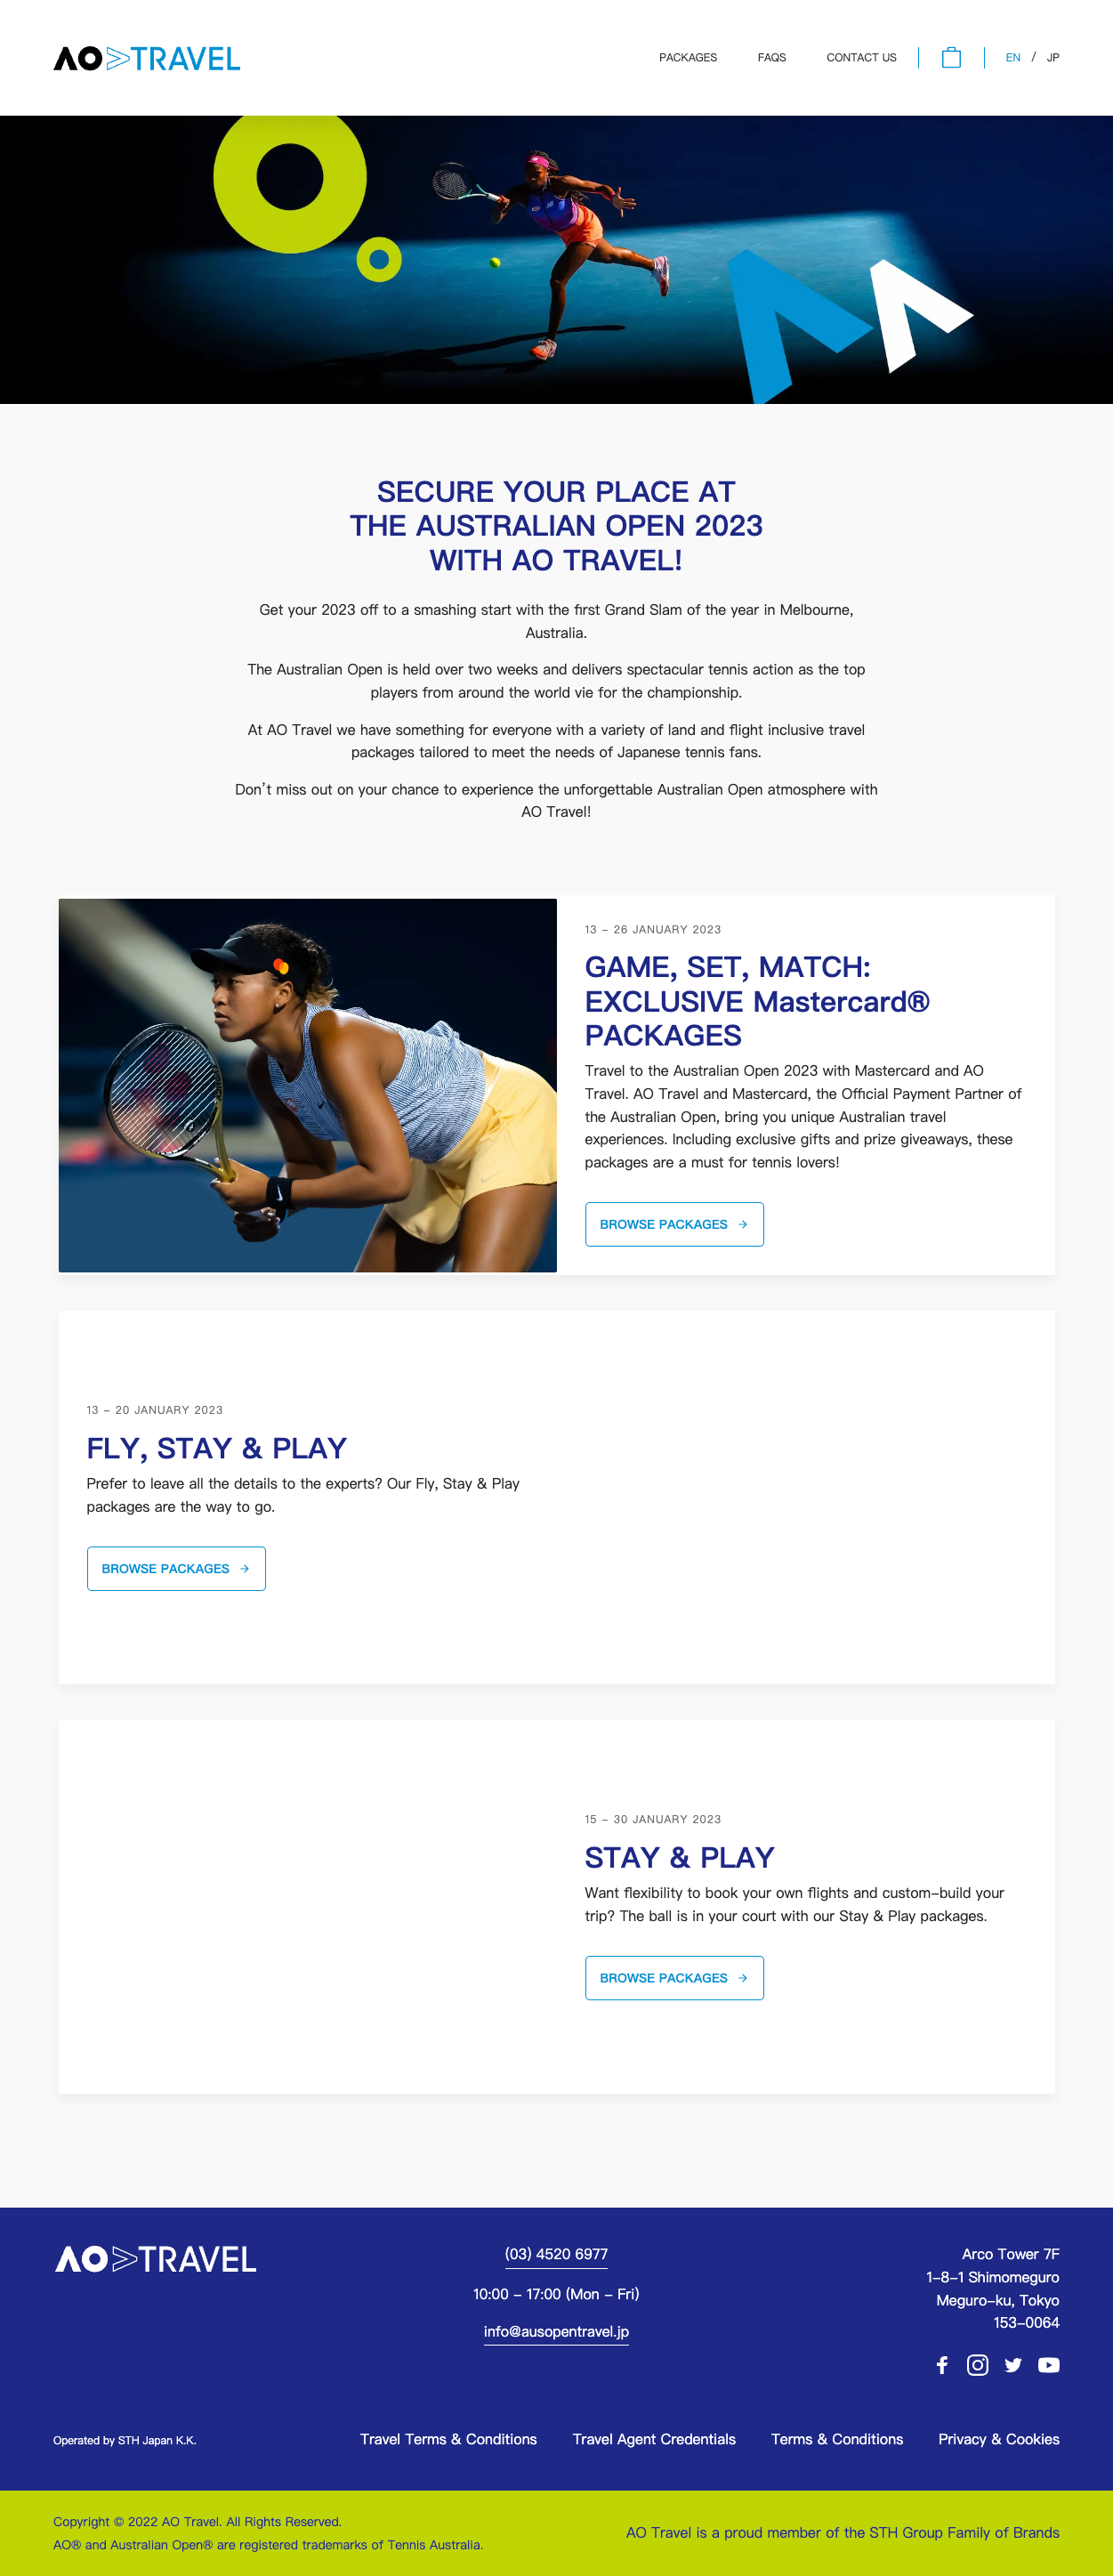 AO TRAVEL
PACKAGES FAQS CONTACT US EN / JP
SECURE YOUR PLACE AT
THE AUSTRALIAN OPEN 2023
WITH AO TRAVEL!
Get your 2023 off to a smashing start with the first Grand Slam of the year in Melbourne,
Australia.
The Australian Open is held over two weeks and delivers spectacular tennis action as the top
players from around the world vie for the championship.
At AO Travel we have something for everyone with a variety of land and flight inclusive travel
packages tailored to meet the needs of Japanese tennis fans.
Don't miss out on your chance to experience the unforgettable Australian Open atmosphere with
AO Travel!
13 - 26 JANUARY 2023
GAME, SET, MATCH:
EXCLUSIVE Mastercard®
PACKAGES
Travel to the Australian Open 2023 with Mastercard and AO
Travel. AO Travel and Mastercard, the Official Payment Partner of
the Australian Open, bring you unique Australian travel
experiences. Including exclusive gifts and prize giveaways, these
packages are a must for tennis lovers!
BROWSE PACKAGES →
13 - 20 JANUARY 2023
FLY, STAY & PLAY
Prefer to leave all the details to the experts? Our Fly, Stay & Play
packages are the way to go.
BROWSE PACKAGES →
15 - 30 JANUARY 2023
STAY & PLAY
Want flexibility to book your own flights and custom-build your
trip? The ball is in your court with our Stay & Play packages.
BROWSE PACKAGES →
AO TRAVEL
(03) 4520 6977
10:00 - 17:00 (Mon - Fri)
info@ausopentravel.jp
Arco Tower 7F
1-8-1 Shimomeguro
Meguro-ku, Tokyo
153-0064
Operated by STH Japan K.K.
Travel Terms & Conditions Travel Agent Credentials Terms & Conditions Privacy & Cookies
Copyright © 2022 AO Travel. All Rights Reserved.
AO® and Australian Open® are registered trademarks of Tennis Australia.
AO Travel is a proud member of the STH Group Family of Brands